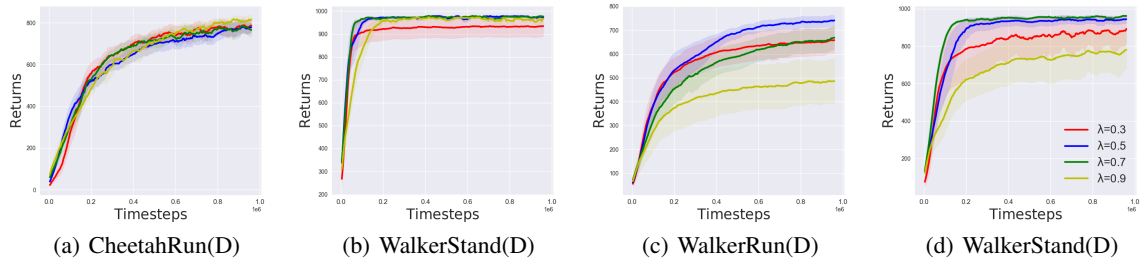 Returns
800
600
400
200
0
0.0 0.2 0.4 0.6 0.8 1.0
1e6
Timesteps
(a) CheetahRun(D)
Returns
1000
900
800
700
600
500
400
300
200
0.0 0.2 0.4 0.6 0.8 1.0
1e6
Timesteps
(b) WalkerStand(D)
Returns
800
700
600
500
400
300
200
100
0
0.0 0.2 0.4 0.6 0.8 1.0
1e6
Timesteps
(c) WalkerRun(D)
Returns
1000
800
600
400
200
0.0 0.2 0.4 0.6 0.8 1.0
1e6
Timesteps
λ=0.3
λ=0.5
λ=0.7
λ=0.9
(d) WalkerStand(D)